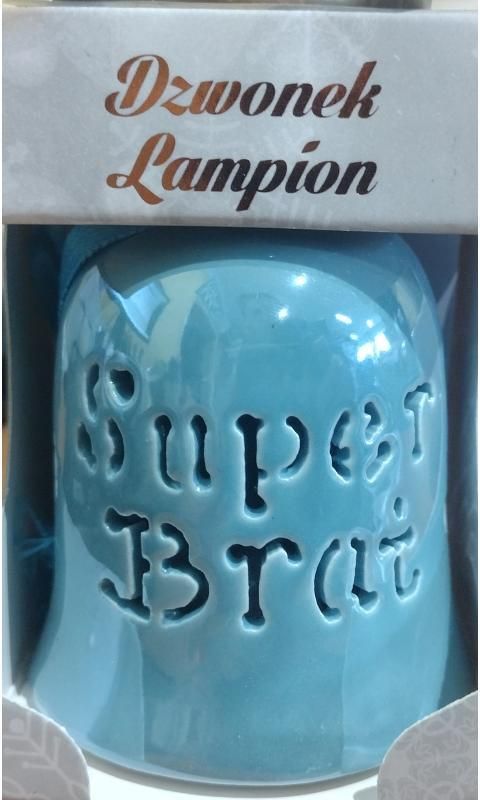 Dzwonek
Lampion
Super
Brat